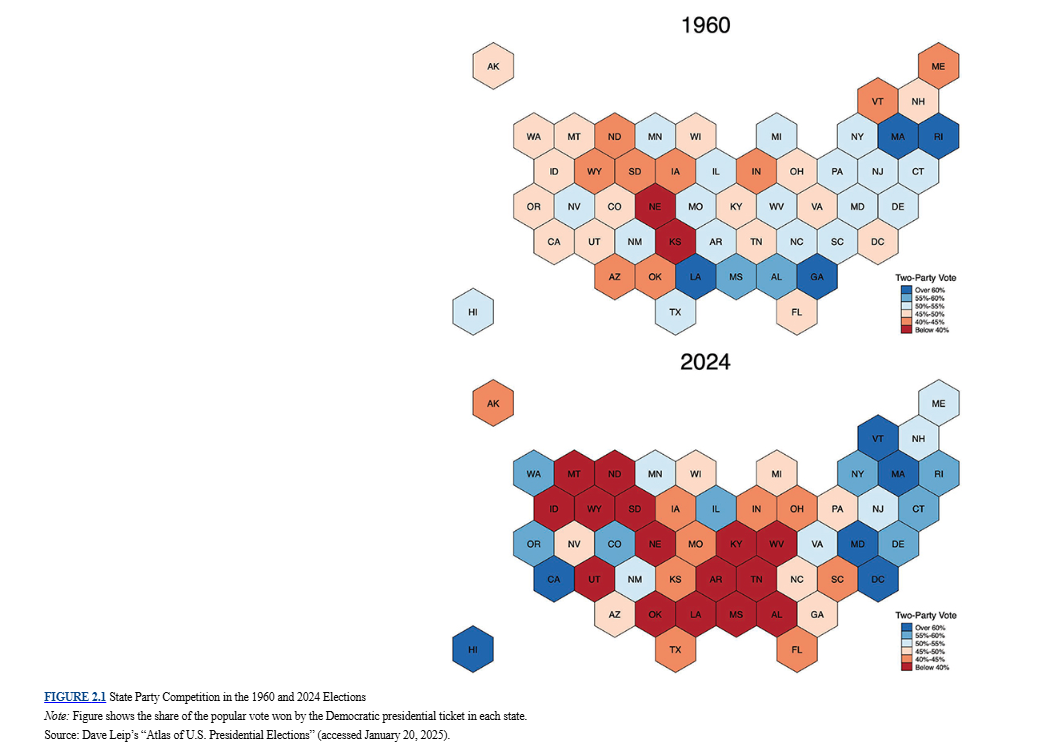 1960
AK ME
VT NH
WA MT ND MN WI MI NY MA RI
ID WY SD IA IL IN OH PA NJ CT
OR NV CO NE MO KY WV VA MD DE
CA UT NM KS AR TN NC SC DC
AZ OK LA MS AL GA
HI TX FL
Two-Party Vote
Over 60%
55%-60%
50%-55%
45%-50%
40%-45%
Below 40%
2024
AK ME
VT NH
WA MT ND MN WI MI NY MA RI
ID WY SD IA IL IN OH PA NJ CT
OR NV CO NE MO KY WV VA MD DE
CA UT NM KS AR TN NC SC DC
AZ OK LA MS AL GA
HI TX FL
Two-Party Vote
Over 60%
55%-60%
50%-55%
45%-50%
40%-45%
Below 40%
FIGURE 2.1 State Party Competition in the 1960 and 2024 Elections
Note: Figure shows the share of the popular vote won by the Democratic presidential ticket in each state.
Source: Dave Leip’s “Atlas of U.S. Presidential Elections” (accessed January 20, 2025).